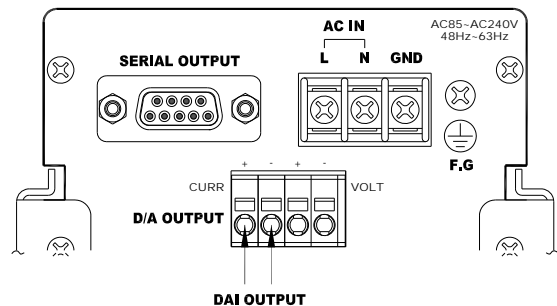 AC IN
AC85~AC240V
48Hz~63Hz
SERIAL OUTPUT
L N GND
F.G
+ - + -
CURR VOLT
D/A OUTPUT
DAI OUTPUT